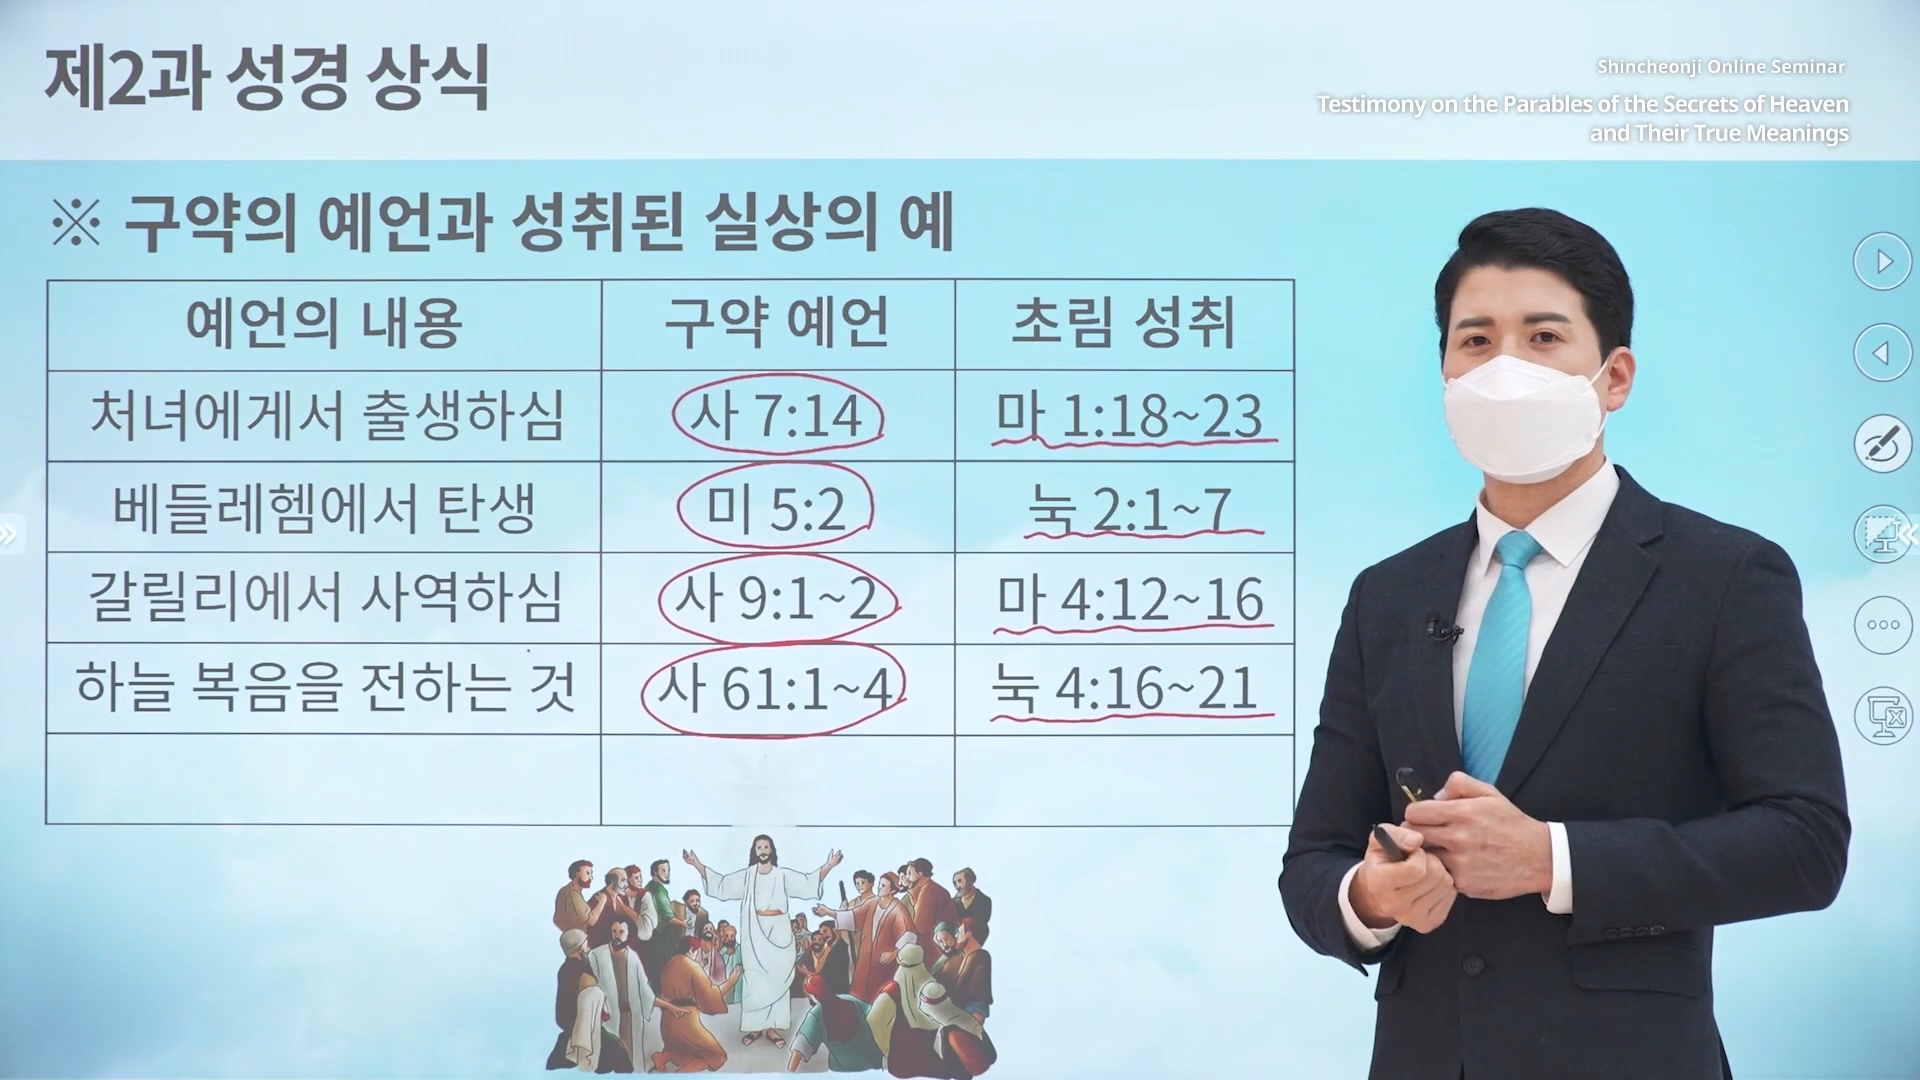 제2과 성경 상식
Shincheonji Online Seminar
Testimony on the Parables of the Secrets of Heaven
and Their True Meanings
※ 구약의 예언과 성취된 실상의 예
예언의 내용 구약 예언 초림 성취
처녀에게서 출생하심 사 7:14 마 1:18~23
베들레헴에서 탄생 미 5:2 눅 2:1~7
갈릴리에서 사역하심 사 9:1~2 마 4:12~16
하늘 복음을 전하는 것 사 61:1~4 눅 4:16~21